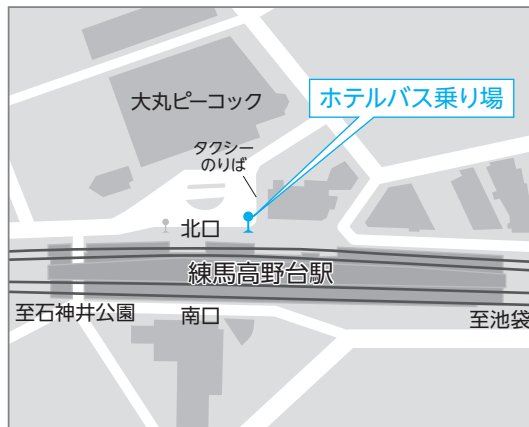 大丸ピーコック
ホテルバス乗り場
タクシー
のりば
北口
練馬高野台駅
至石神井公園
南口
至池袋